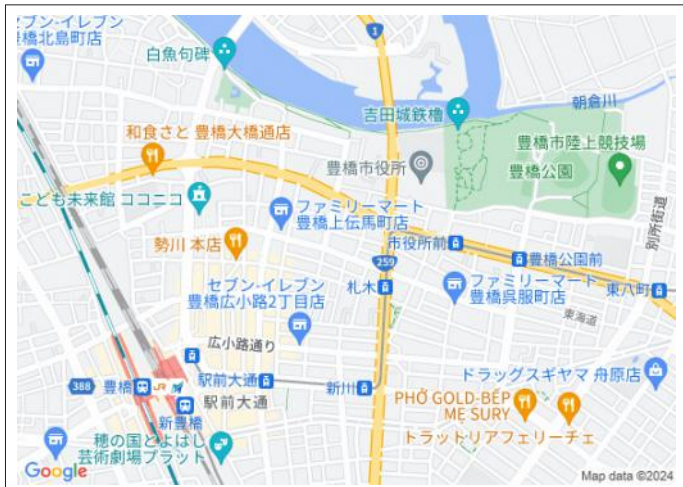 セブン-イレブン
豊橋北島町店
白魚句碑
1
朝倉川
吉田城鉄櫓
和食さと 豊橋大橋通店
豊橋市役所
豊橋市陸上競技場
豊橋公園
こども未来館 ココニコ
ファミリーマート
豊橋上伝馬町店
別所街道
勢川 本店
市役所前
豊橋公園前
259
セブン-イレブン
豊橋広小路2丁目店
札木
ファミリーマート
豊橋呉服町店
東八町
東海道
広小路通り
ドラッグスギヤマ 舟原店
388
豊橋
JR
駅前大通
新川
PHỞ GOLD-BẾP
MẸ SURY
駅前大通
新豊橋
トラットリアフェリーチェ
穂の国とよはし
芸術劇場プラット
Google
Map data ©2024